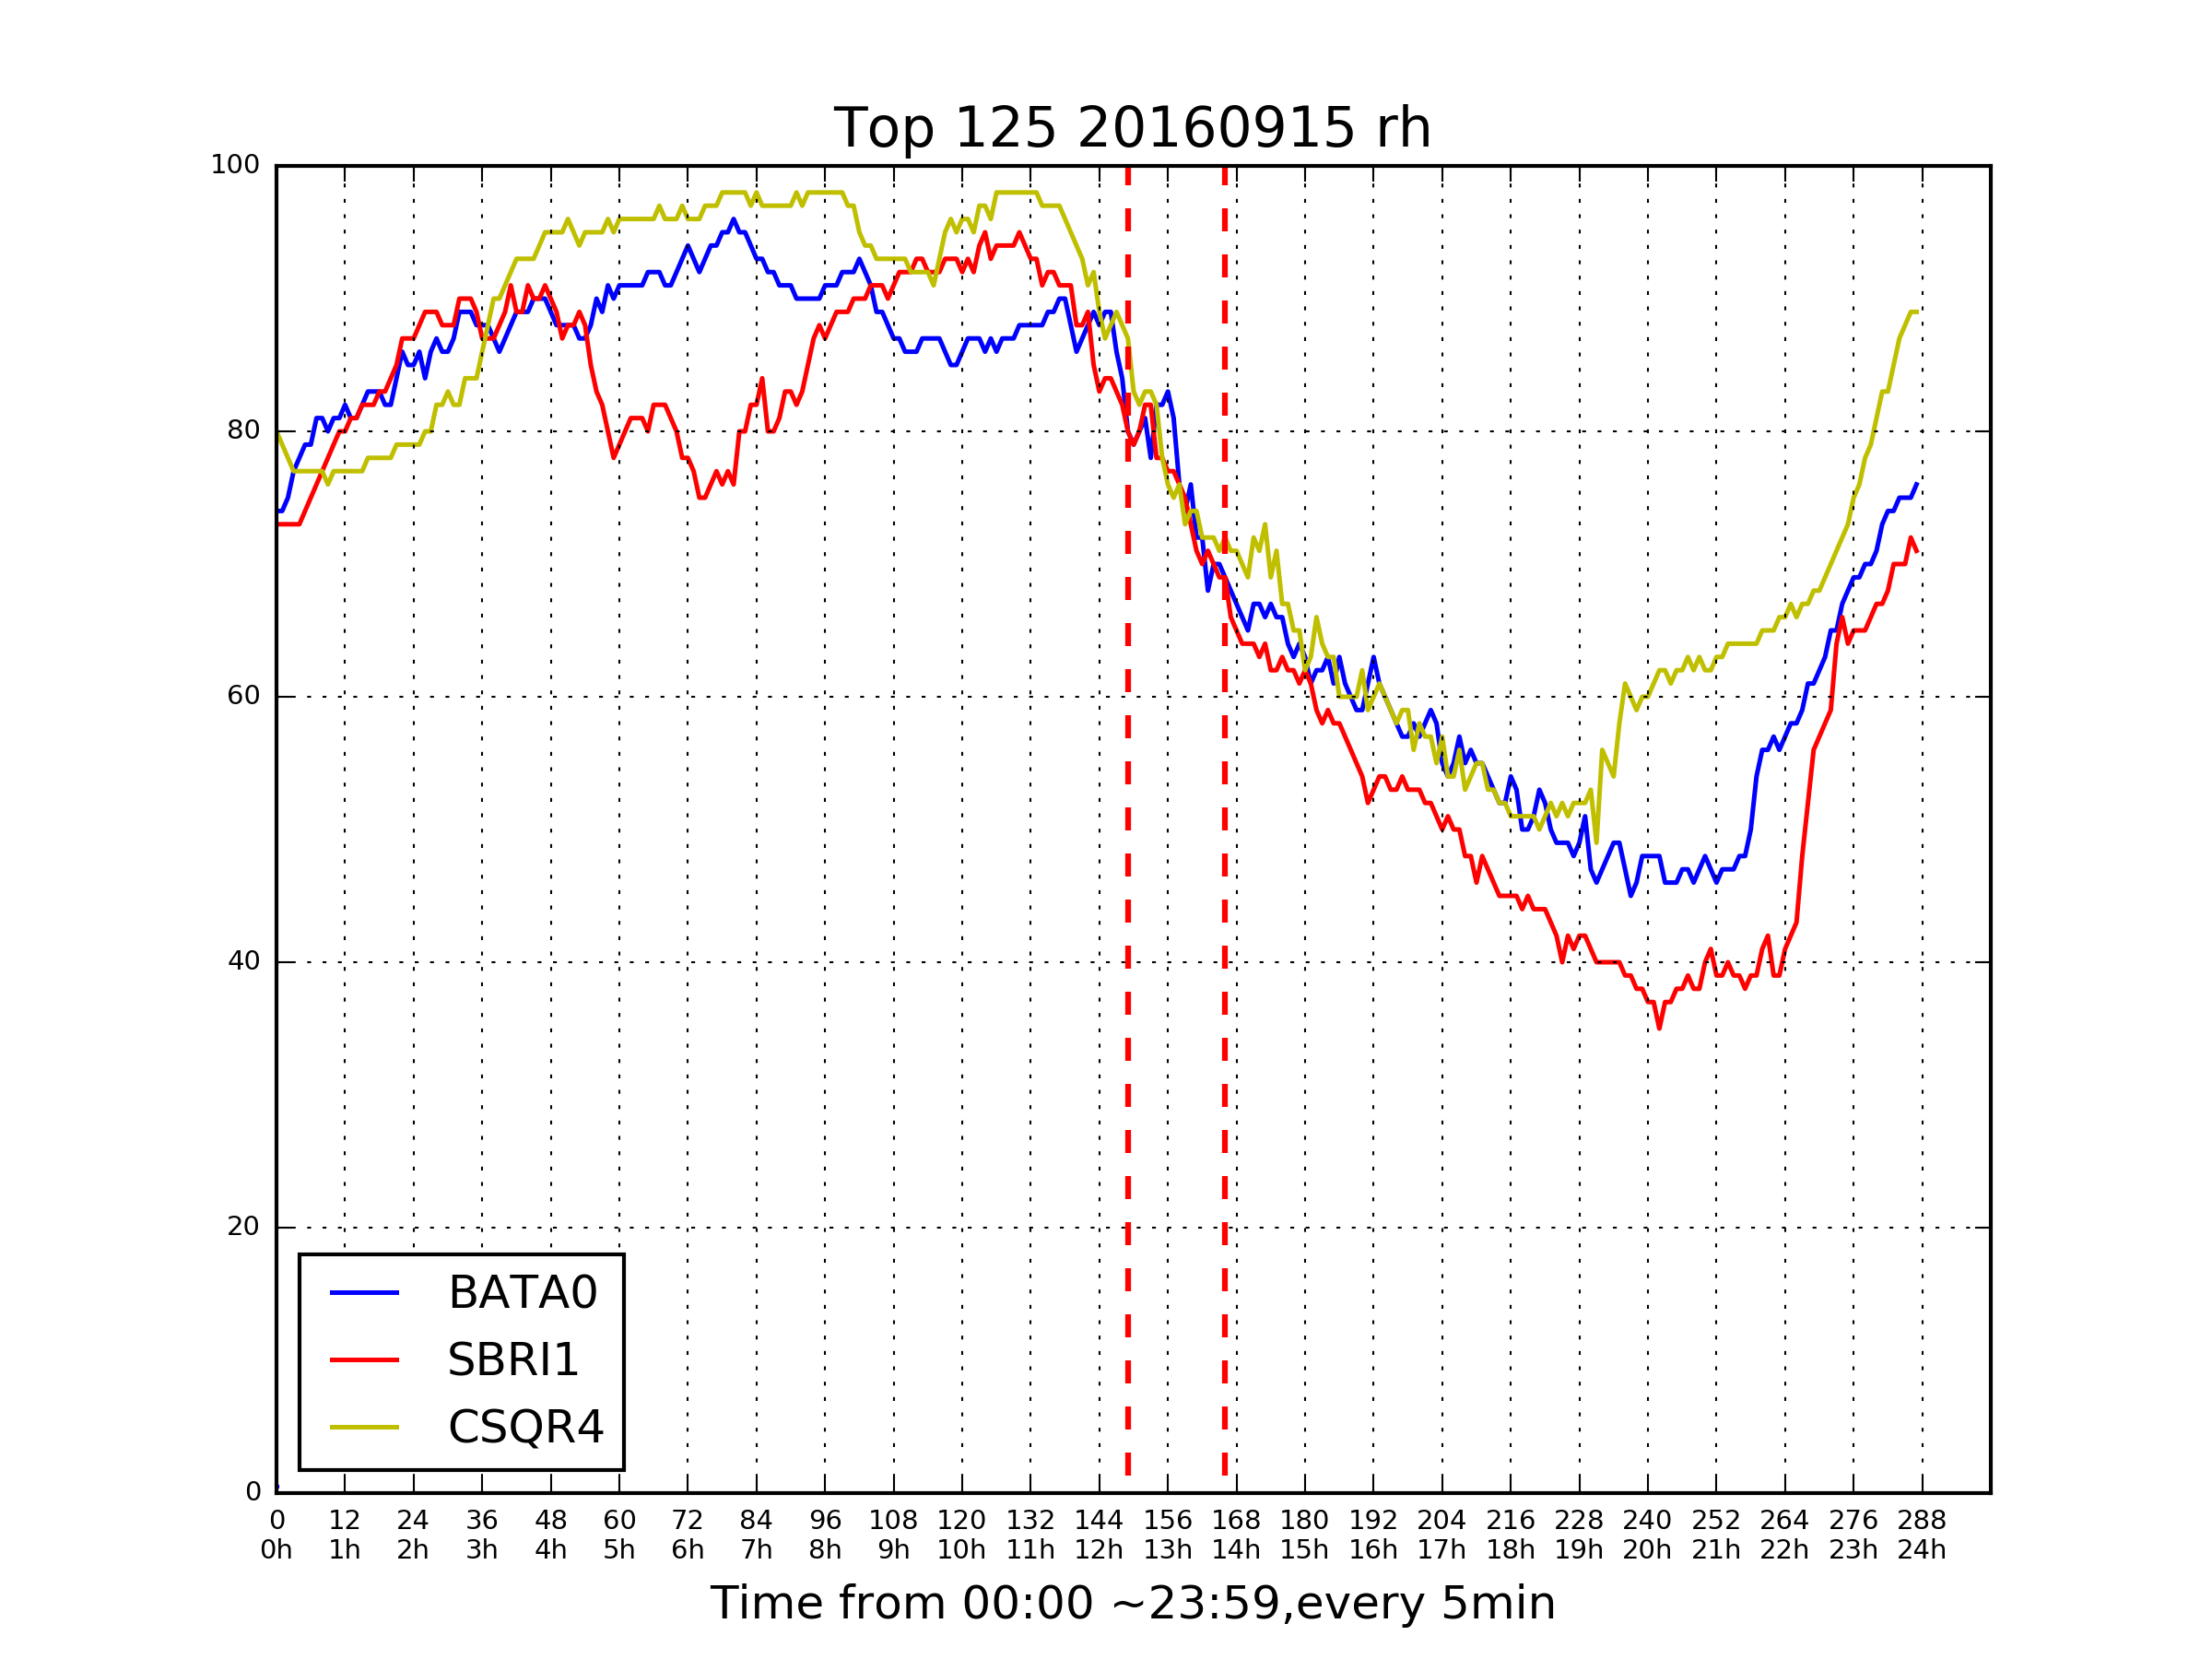 Top 125 20160915 rh
100
80
60
40
20
0
BATA0
SBRI1
CSQR4
0 12 24 36 48 60 72 84 96 108 120 132 144 156 168 180 192 204 216 228 240 252 264 276 288
0h 1h 2h 3h 4h 5h 6h 7h 8h 9h 10h 11h 12h 13h 14h 15h 16h 17h 18h 19h 20h 21h 22h 23h 24h
Time from 00:00 ~23:59,every 5min